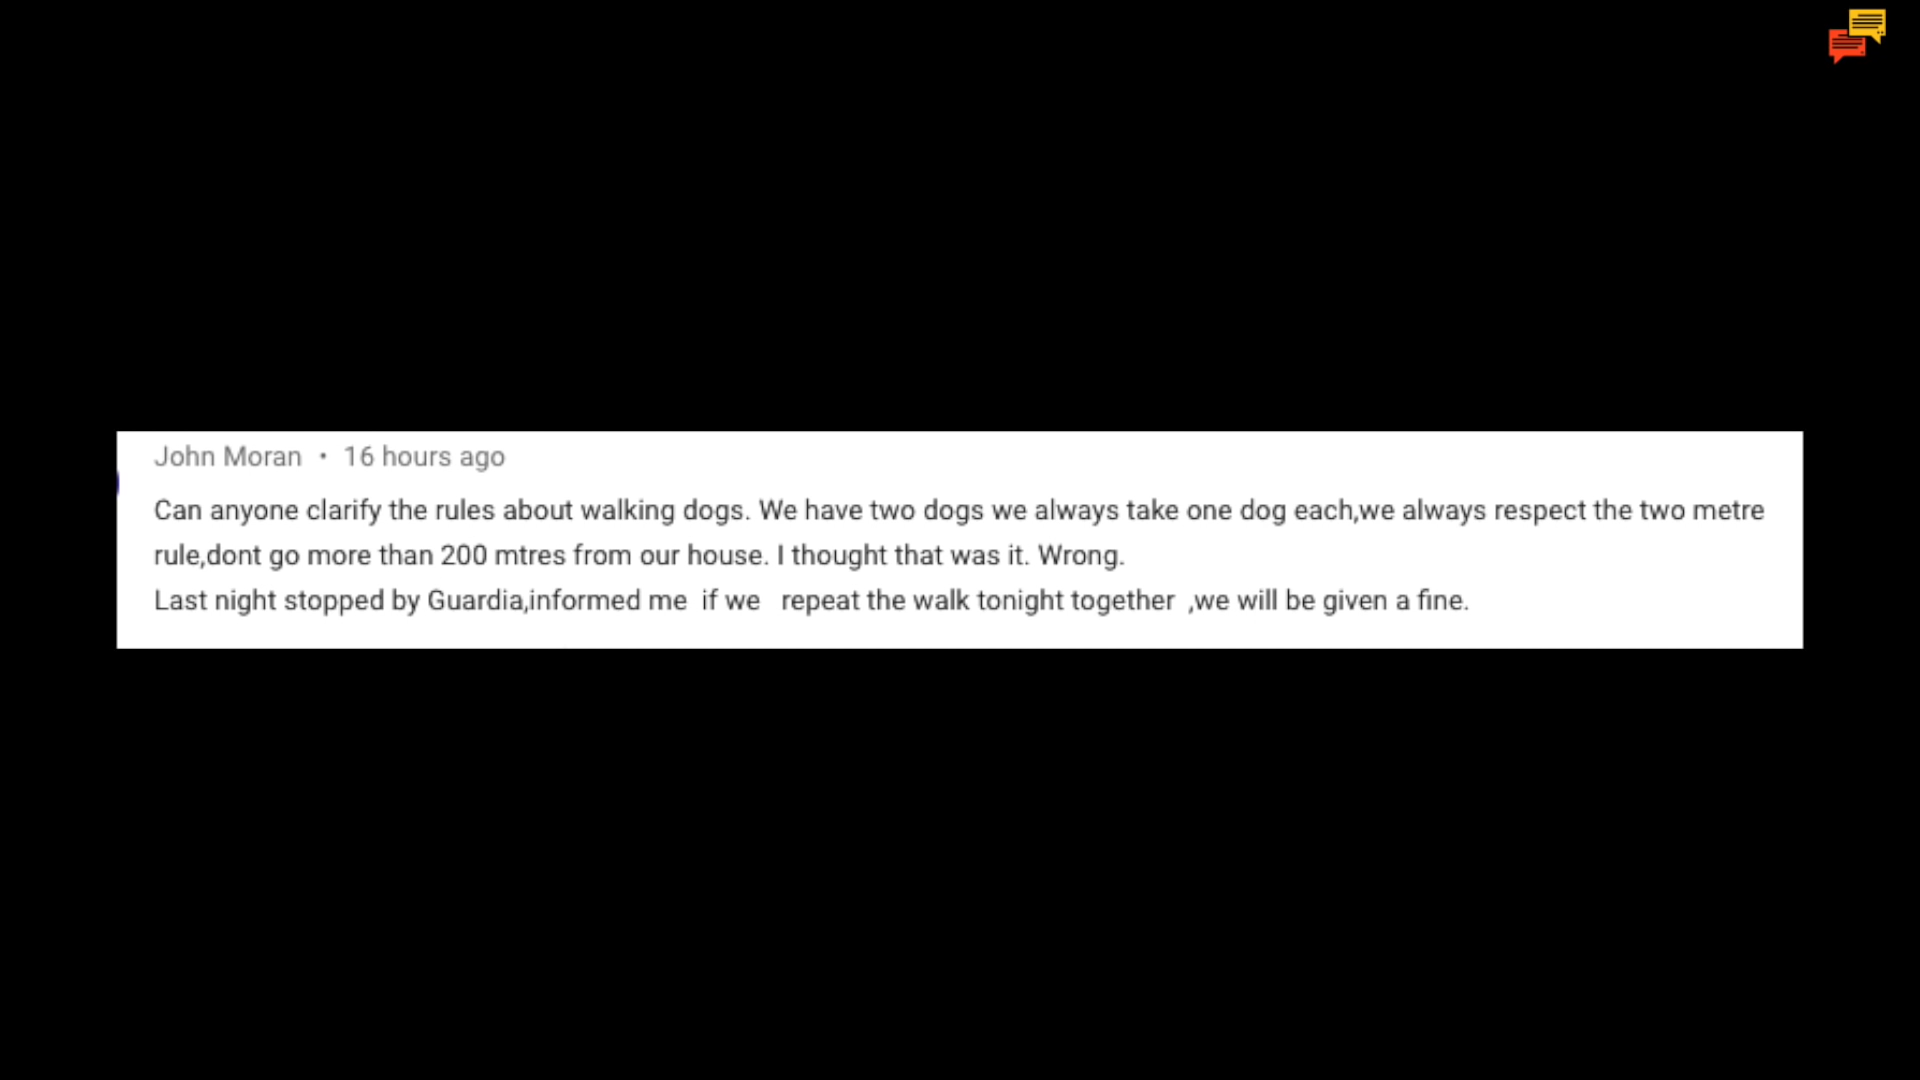 John Moran • 16 hours ago
Can anyone clarify the rules about walking dogs. We have two dogs we always take one dog each,we always respect the two metre
rule,dont go more than 200 mtres from our house. I thought that was it. Wrong.
Last night stopped by Guardia,informed me  if we   repeat the walk tonight together  ,we will be given a fine.